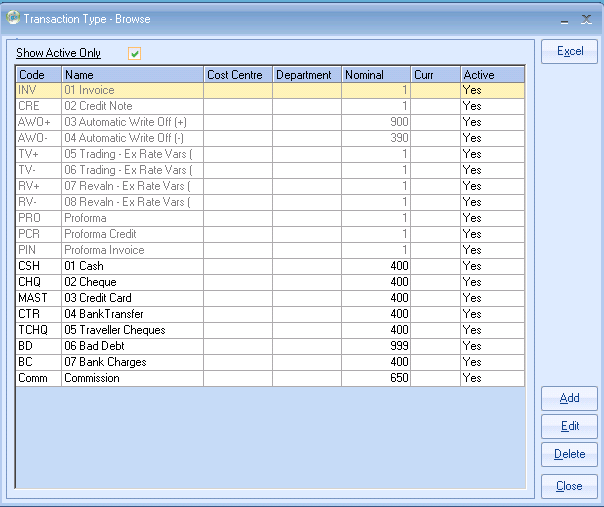 Transaction Type - Browse
Show Active Only
Excel
Code Name Cost Centre Department Nominal Curr Active
INV 01 Invoice 1 Yes
CRE 02 Credit Note 1 Yes
AWO+ 03 Automatic Write Off (+) 900 Yes
AWO- 04 Automatic Write Off (-) 390 Yes
TV+ 05 Trading - Ex Rate Vars ( 1 Yes
TV- 06 Trading - Ex Rate Vars ( 1 Yes
RV+ 07 Revaln - Ex Rate Vars ( 1 Yes
RV- 08 Revaln - Ex Rate Vars ( 1 Yes
PRO Proforma 1 Yes
PCR Proforma Credit 1 Yes
PIN Proforma Invoice 1 Yes
CSH 01 Cash 400 Yes
CHQ 02 Cheque 400 Yes
MAST 03 Credit Card 400 Yes
CTR 04 BankTransfer 400 Yes
TCHQ 05 Traveller Cheques 400 Yes
BD 06 Bad Debt 999 Yes
BC 07 Bank Charges 400 Yes
Comm Commission 650 Yes
Add
Edit
Delete
Close